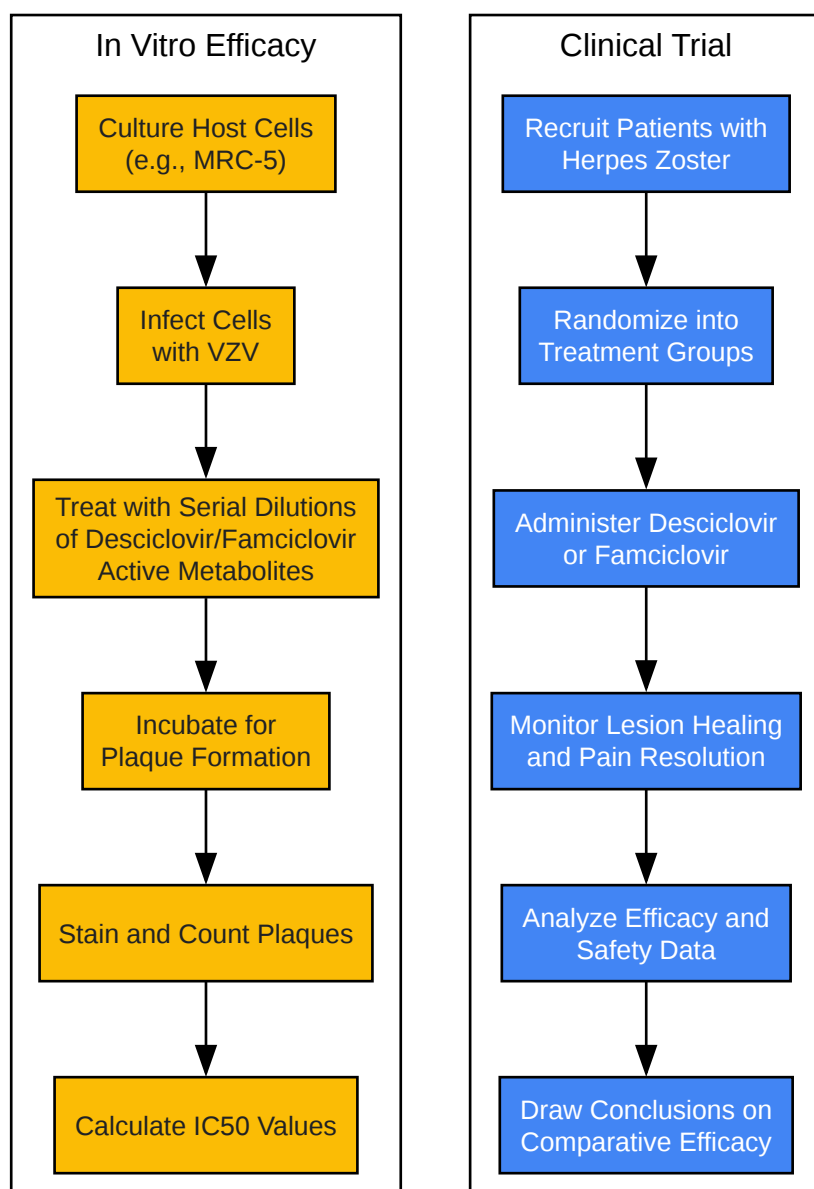 In Vitro Efficacy
Culture Host Cells
(e.g., MRC-5)
Infect Cells
with VZV
Treat with Serial Dilutions
of Desciclovir/Famciclovir
Active Metabolites
Incubate for
Plaque Formation
Stain and Count Plaques
Calculate IC50 Values
Clinical Trial
Recruit Patients with
Herpes Zoster
Randomize into
Treatment Groups
Administer Desciclovir
or Famciclovir
Monitor Lesion Healing
and Pain Resolution
Analyze Efficacy and
Safety Data
Draw Conclusions on
Comparative Efficacy